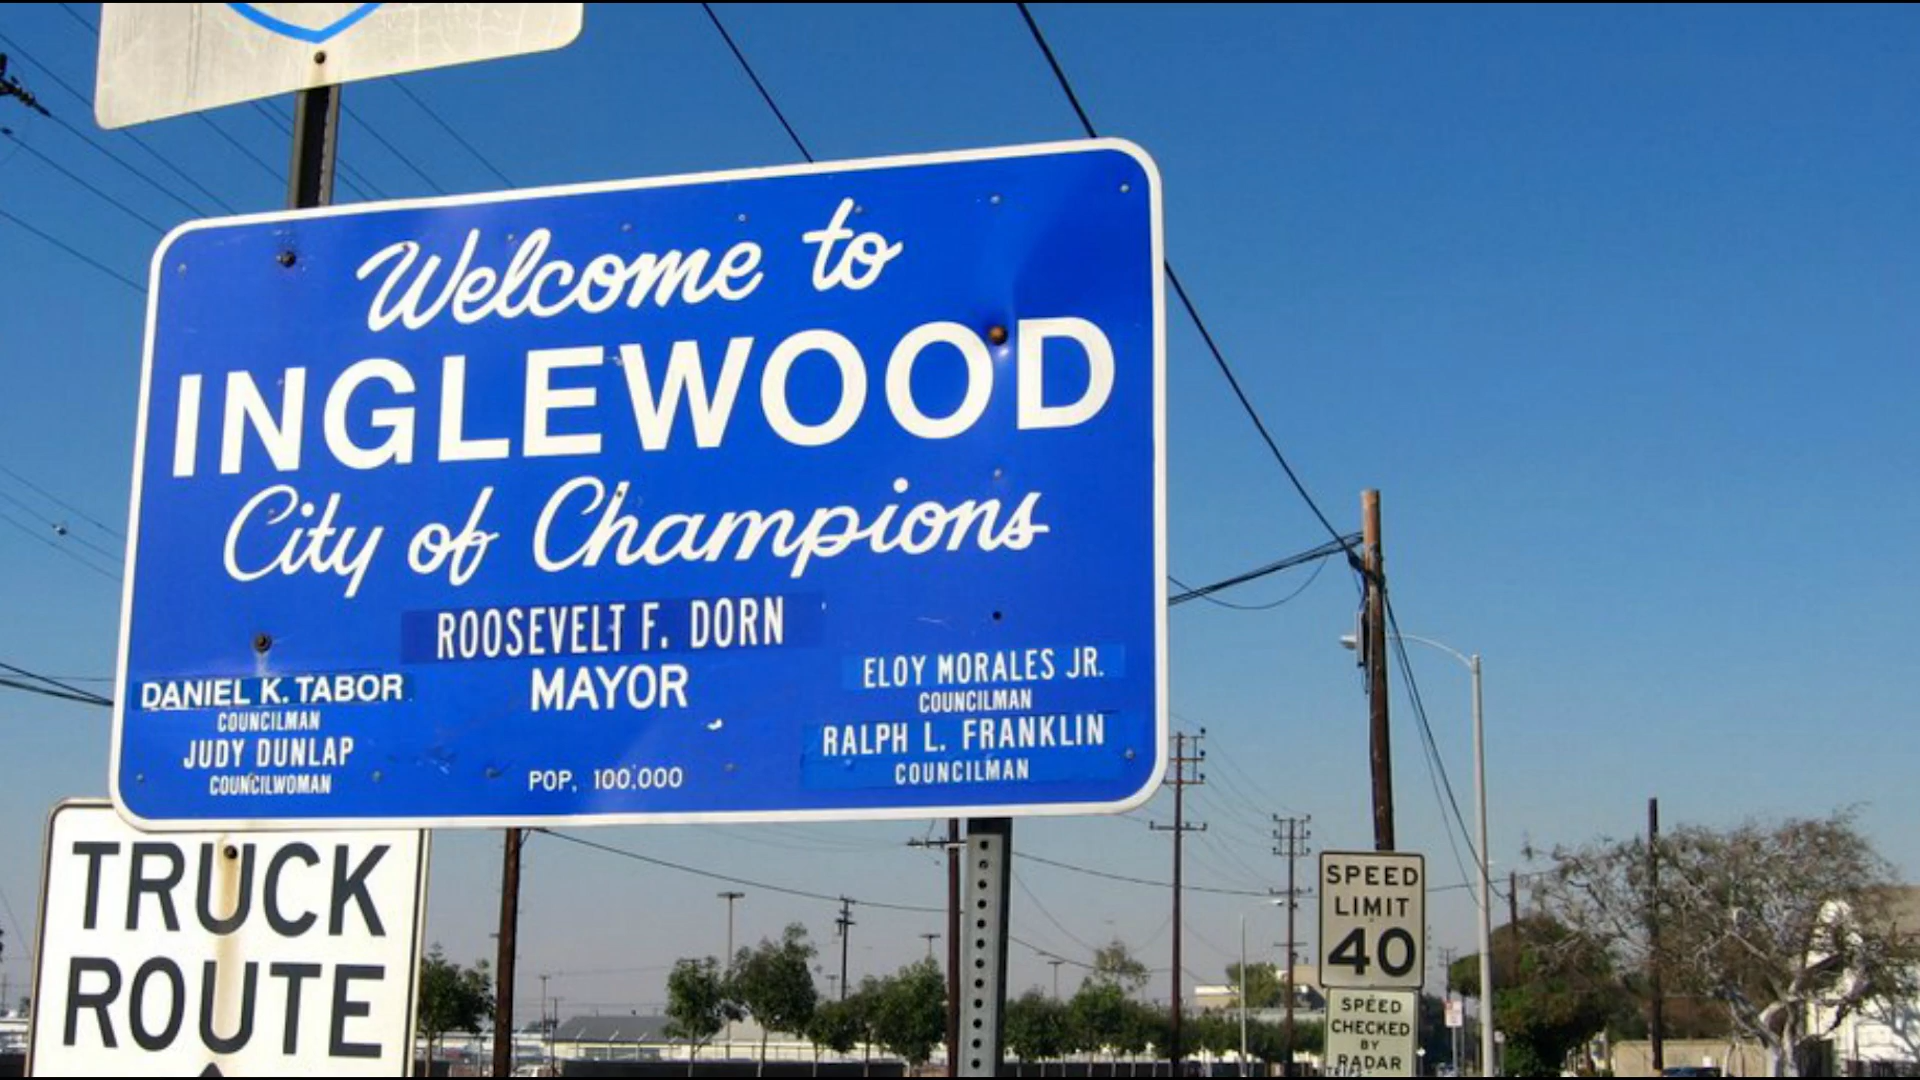 Welcome to
INGLEWOOD
City of Champions
ROOSEVELT F. DORN
MAYOR
DANIEL K. TABOR
COUNCILMAN
JUDY DUNLAP
COUNCILWOMAN
POP. 100,000
ELOY MORALES JR.
COUNCILMAN
RALPH L. FRANKLIN
COUNCILMAN
TRUCK
ROUTE
SPEED
LIMIT
40
SPEED
CHECKED
BY
RADAR